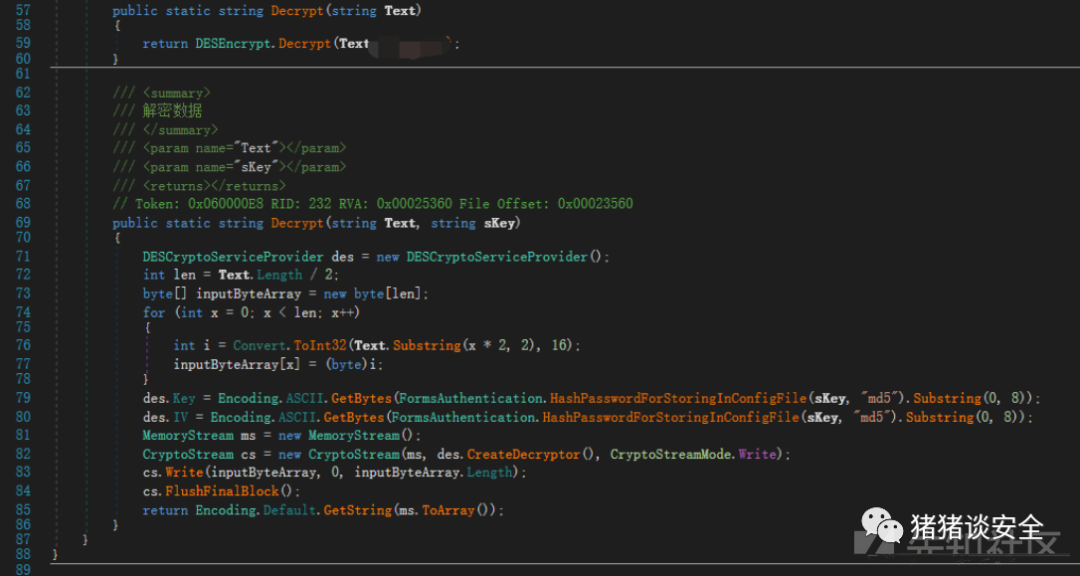 57 public static string Decrypt(string Text)
58 {
59 return DESEncrypt.Decrypt(Text ;
60 }
61
62 /// <summary>
63 /// 解密数据
64 /// </summary>
65 /// <param name="Text"></param>
66 /// <param name="sKey"></param>
67 /// <returns></returns>
68 // Token: 0x060000E8 RID: 232 RVA: 0x00025360 File Offset: 0x00023560
69 public static string Decrypt(string Text, string sKey)
70 {
71 DESCryptoServiceProvider des = new DESCryptoServiceProvider();
72 int len = Text.Length / 2;
73 byte[] inputByteArray = new byte[len];
74 for (int x = 0; x < len; x++)
75 {
76 int i = Convert.ToInt32(Text.Substring(x * 2, 2), 16);
77 inputByteArray[x] = (byte)i;
78 }
79 des.Key = Encoding.ASCII.GetBytes(FormsAuthentication.HashPasswordForStoringInConfigFile(sKey, "md5").Substring(0, 8));
80 des.IV = Encoding.ASCII.GetBytes(FormsAuthentication.HashPasswordForStoringInConfigFile(sKey, "md5").Substring(0, 8));
81 MemoryStream ms = new MemoryStream();
82 CryptoStream cs = new CryptoStream(ms, des.CreateDecryptor(), CryptoStreamMode.Write);
83 cs.Write(inputByteArray, 0, inputByteArray.Length);
84 cs.FlushFinalBlock();
85 return Encoding.Default.GetString(ms.ToArray());
86 }
87 }
88 }
89
猪猪谈安全
先知社区